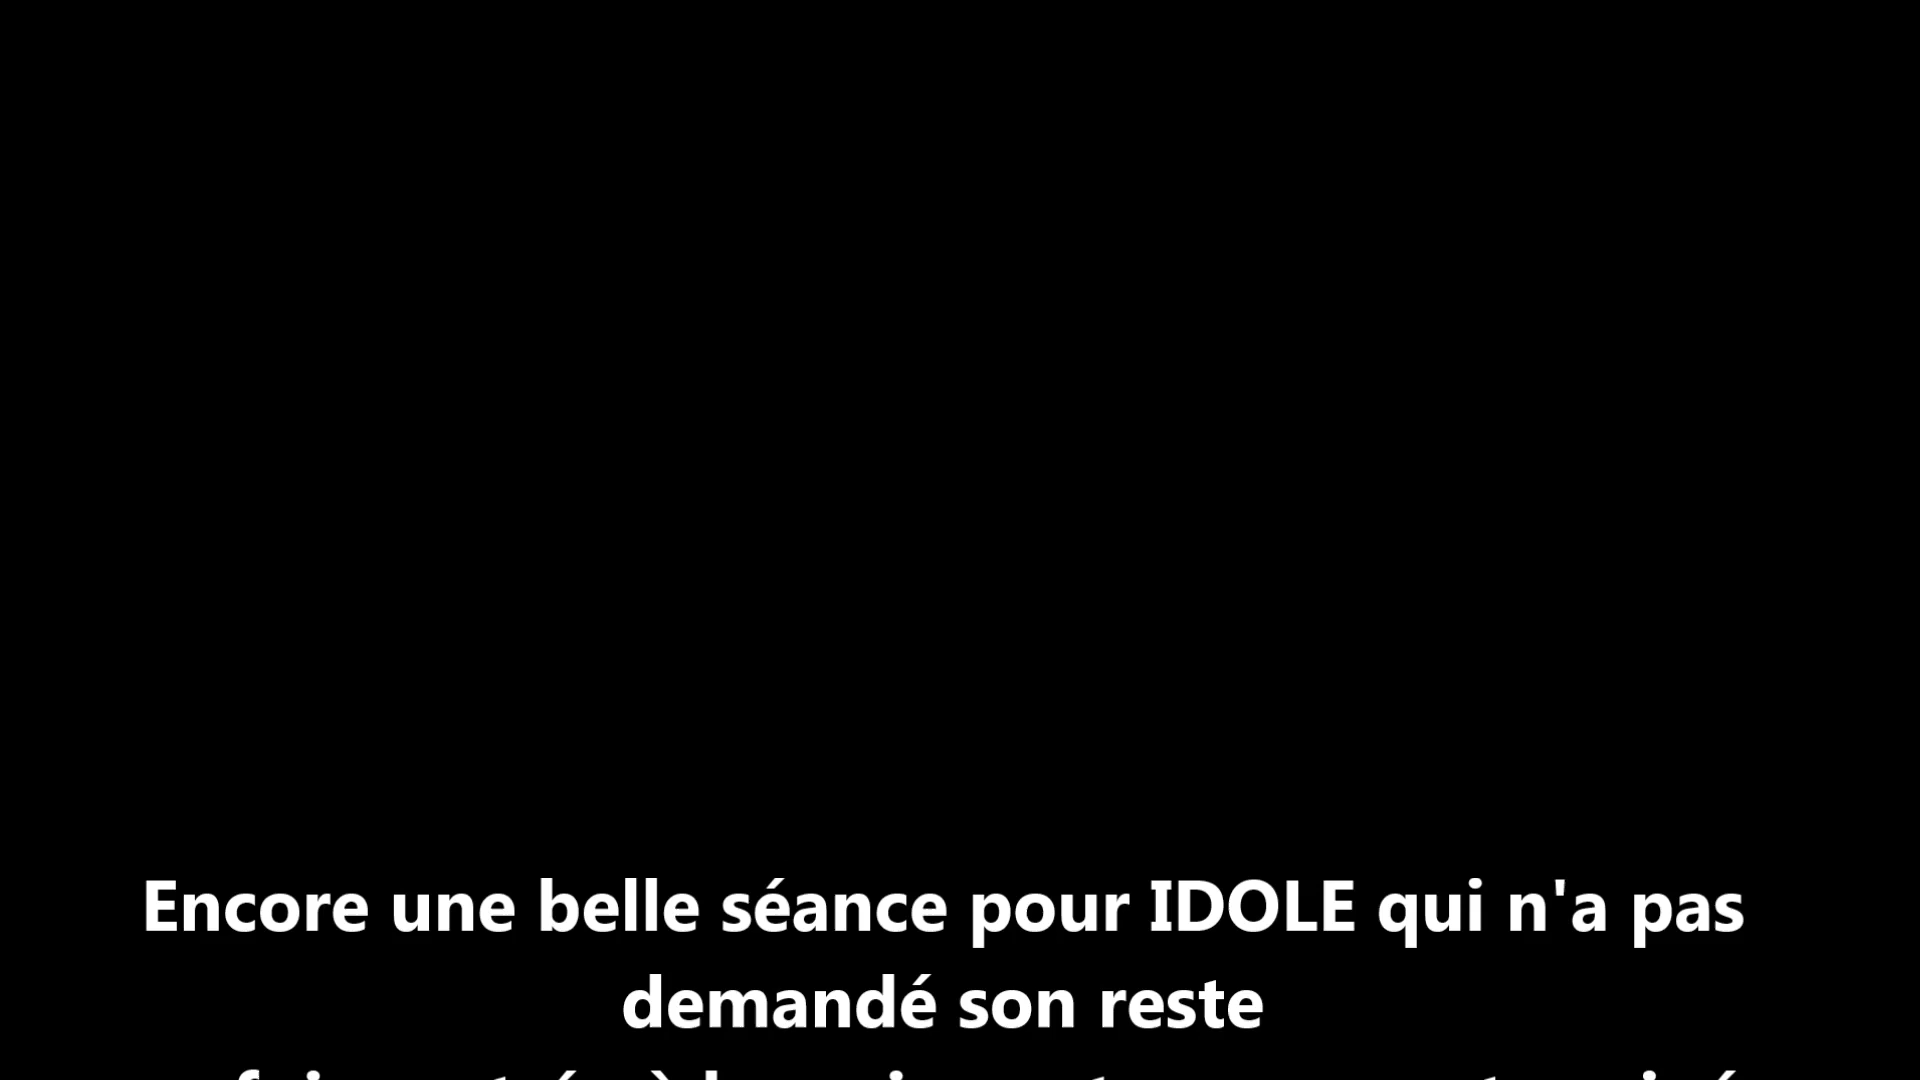 Encore une belle séance pour IDOLE qui n'a pas
demandé son reste